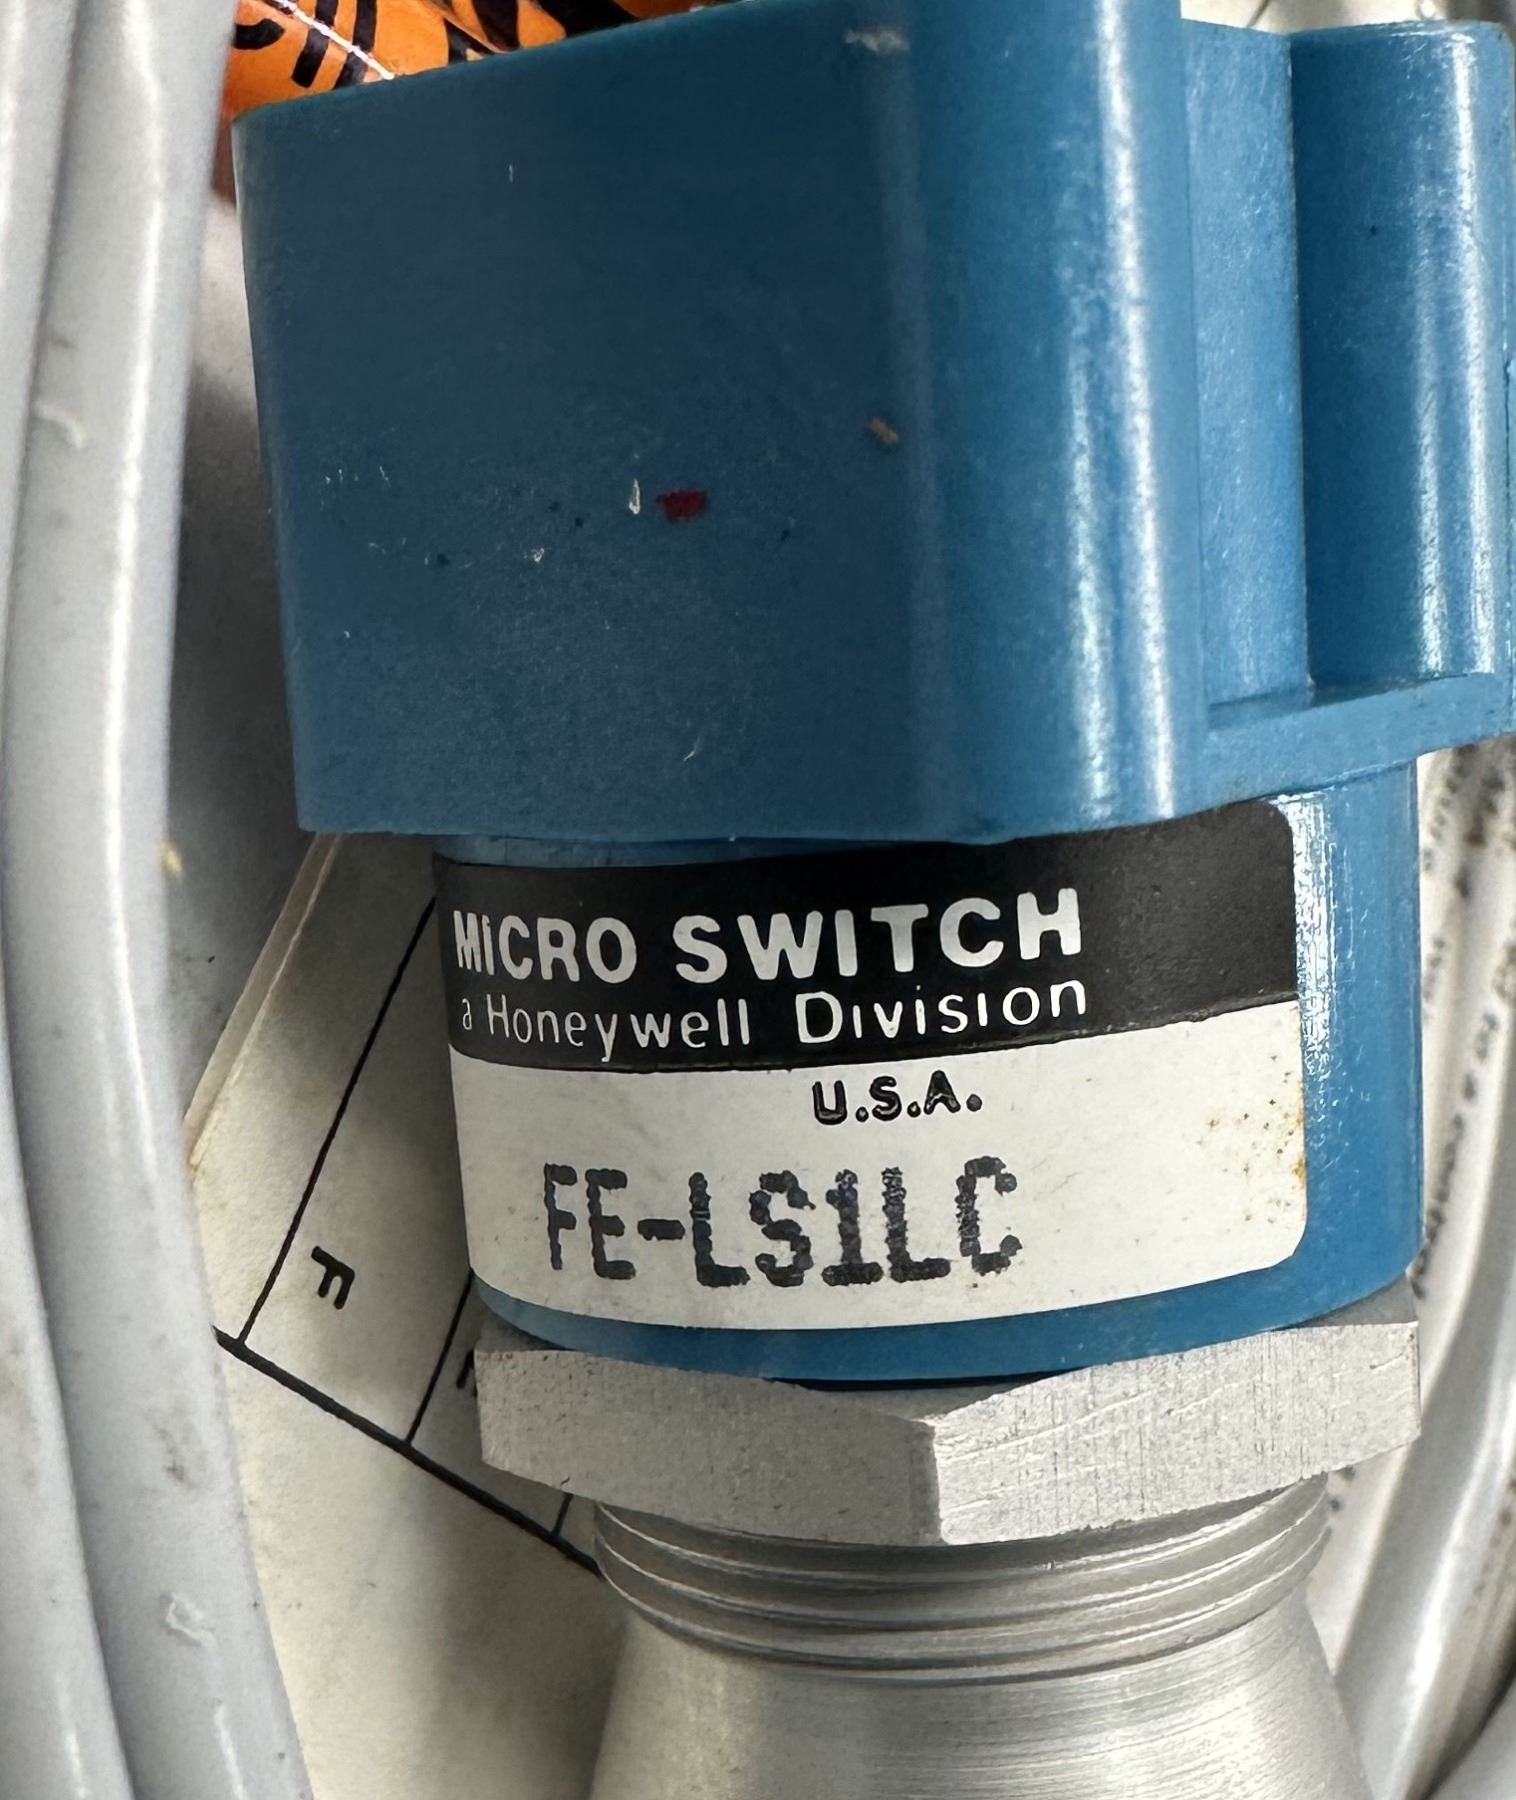 MICRO SWITCH
a Honeywell Division
U.S.A.
FE-LS1LC
F